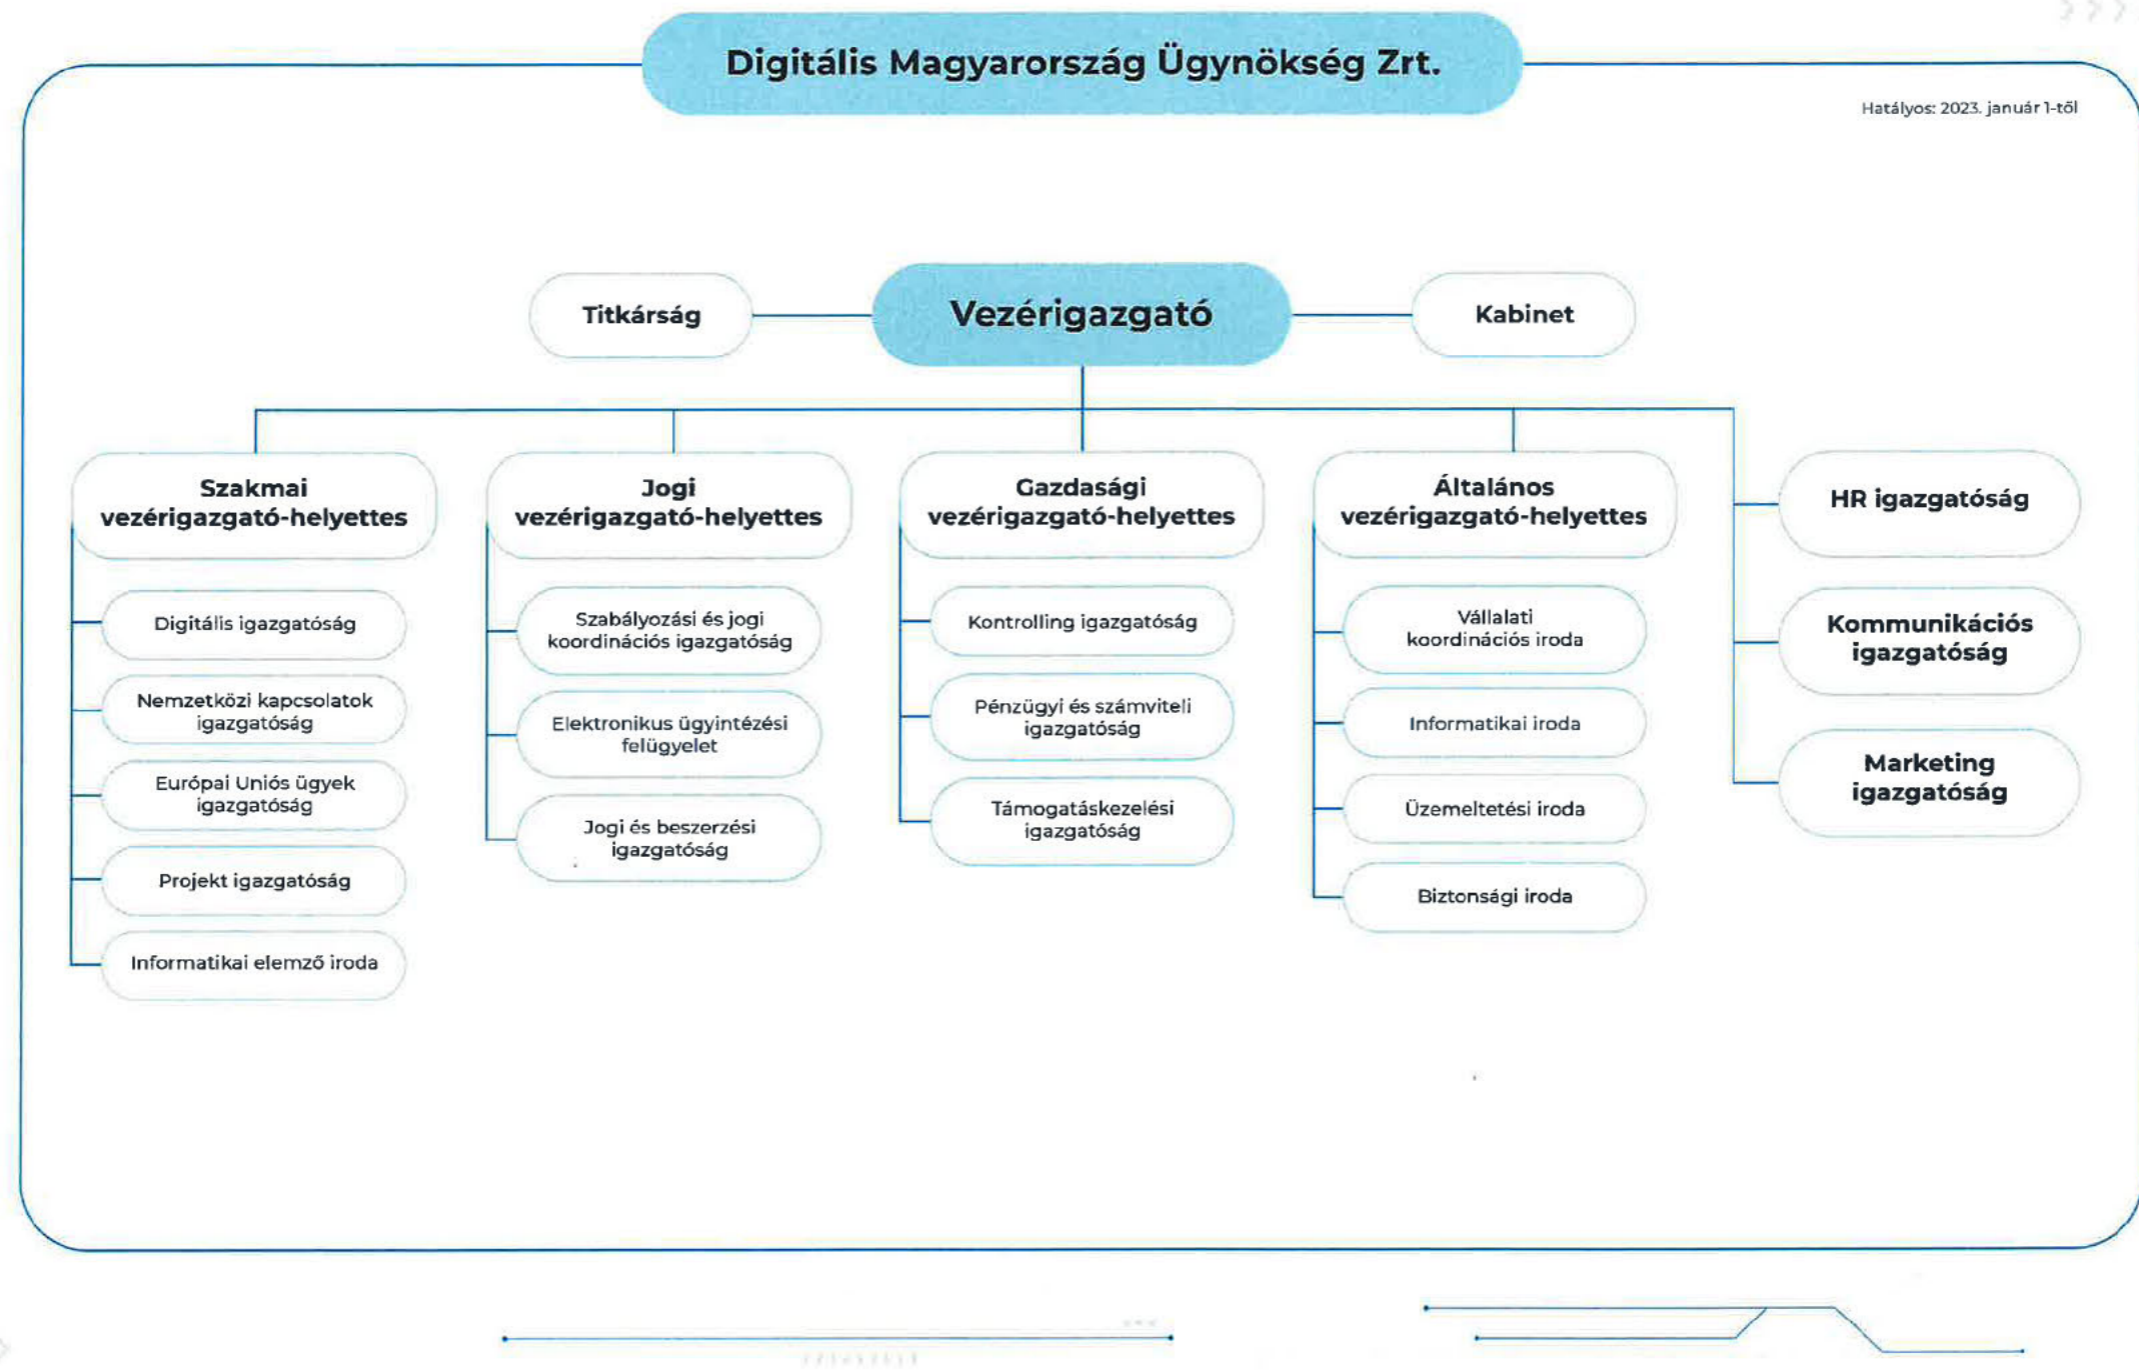 Digitális Magyarország Ügynökség Zrt.
Hatályos: 2023. január 1-től
Titkárság
Vezérigazgató
Kabinet
Szakmai
vezérigazgató-helyettes
Digitális igazgatóság
Nemzetközi kapcsolatok
igazgatóság
Európai Uniós ügyek
igazgatóság
Projekt igazgatóság
Informatikai elemző iroda
Jogi
vezérigazgató-helyettes
Szabályozási és jogi
koordinációs igazgatóság
Elektronikus ügyintézési
felügyelet
Jogi és beszerzési
igazgatóság
Gazdasági
vezérigazgató-helyettes
Kontrolling igazgatóság
Pénzügyi és számviteli
igazgatóság
Támogatáskezelési
igazgatóság
Általános
vezérigazgató-helyettes
Vállalati
koordinációs iroda
Informatikai iroda
Üzemeltetési iroda
Biztonsági iroda
HR igazgatóság
Kommunikációs
igazgatóság
Marketing
igazgatóság